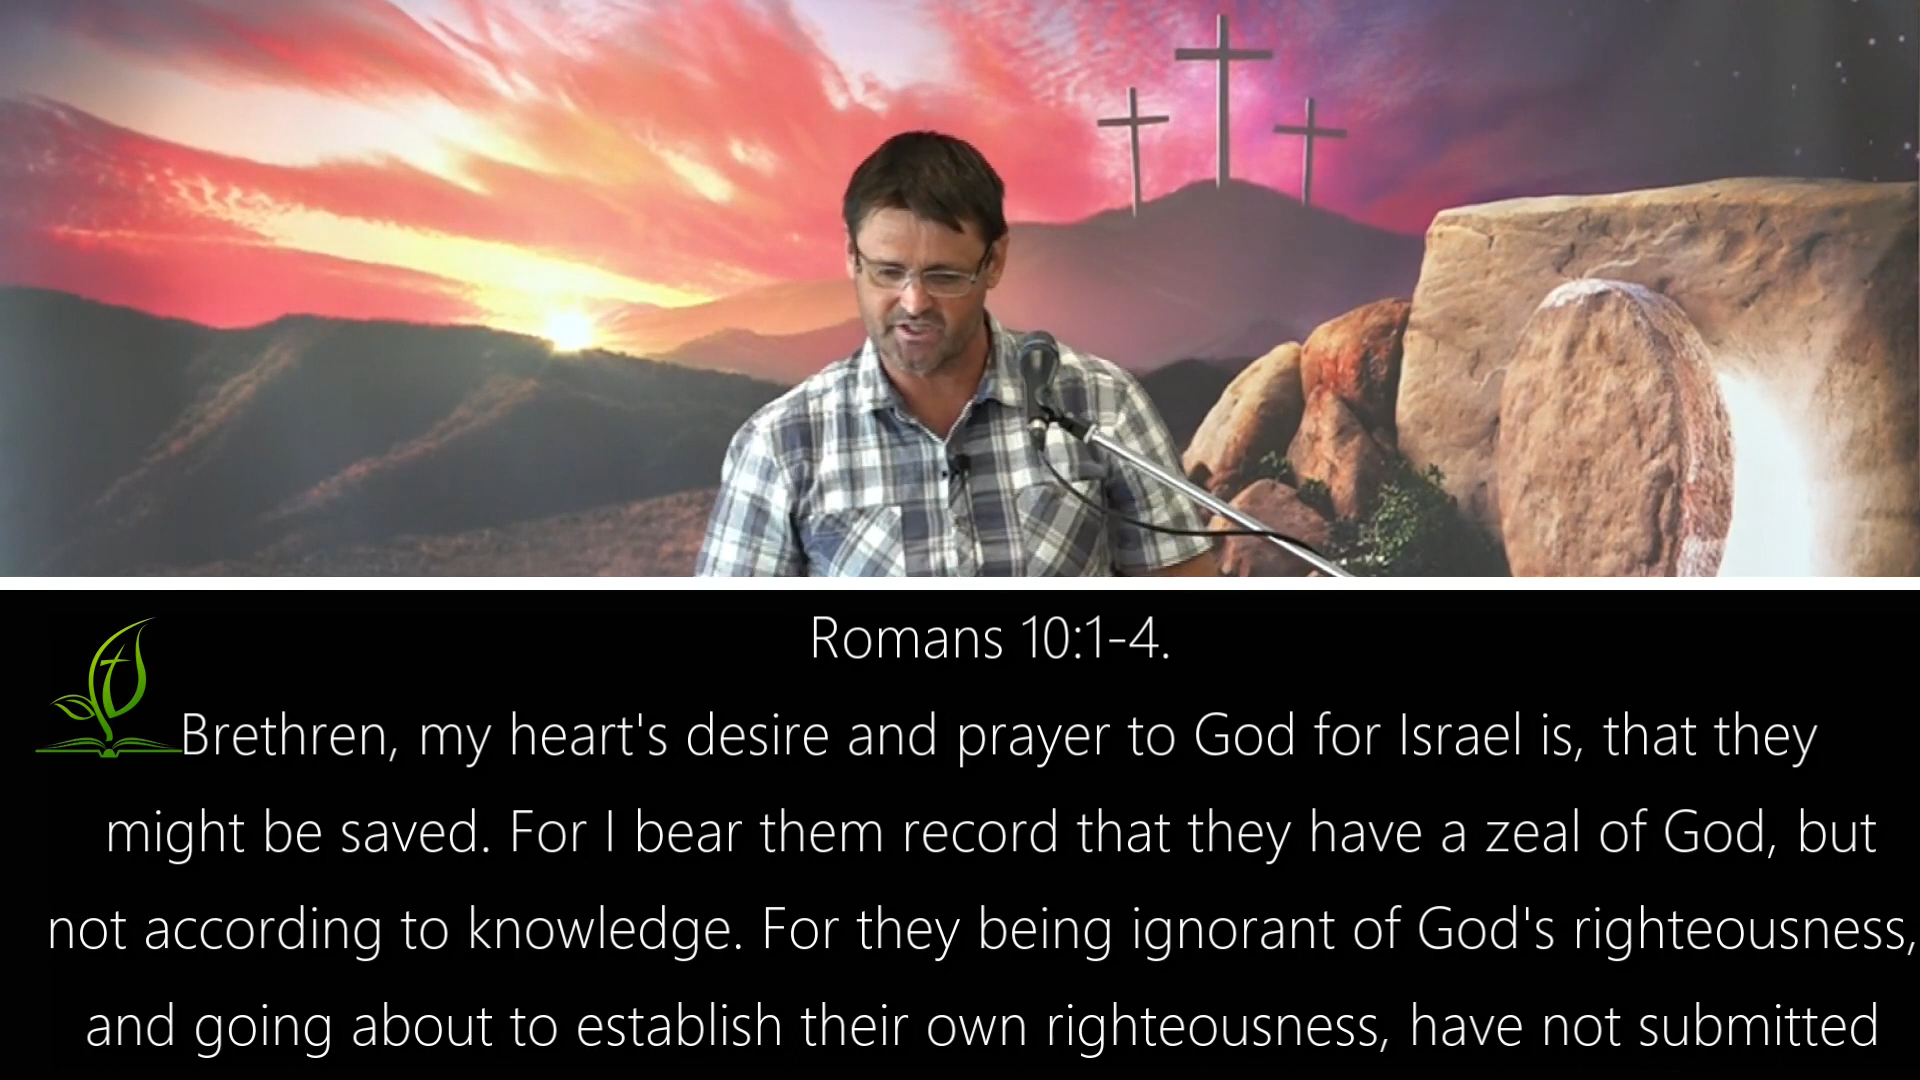 Romans 10:1-4.
Brethren, my heart's desire and prayer to God for Israel is, that they
might be saved. For I bear them record that they have a zeal of God, but
not according to knowledge. For they being ignorant of God's righteousness,
and going about to establish their own righteousness, have not submitted